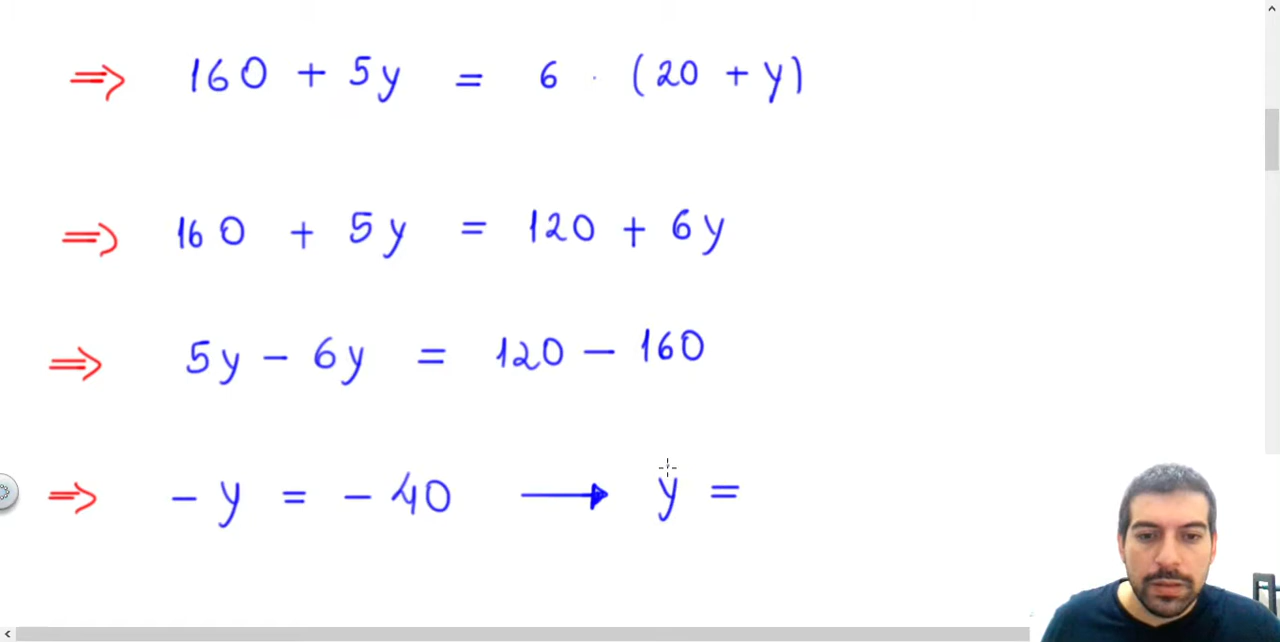 ⇒ 160 + 5y = 6 · (20 + y)
⇒ 160 + 5y = 120 + 6y
⇒ 5y - 6y = 120 - 160
⇒ - y = - 40 → y =